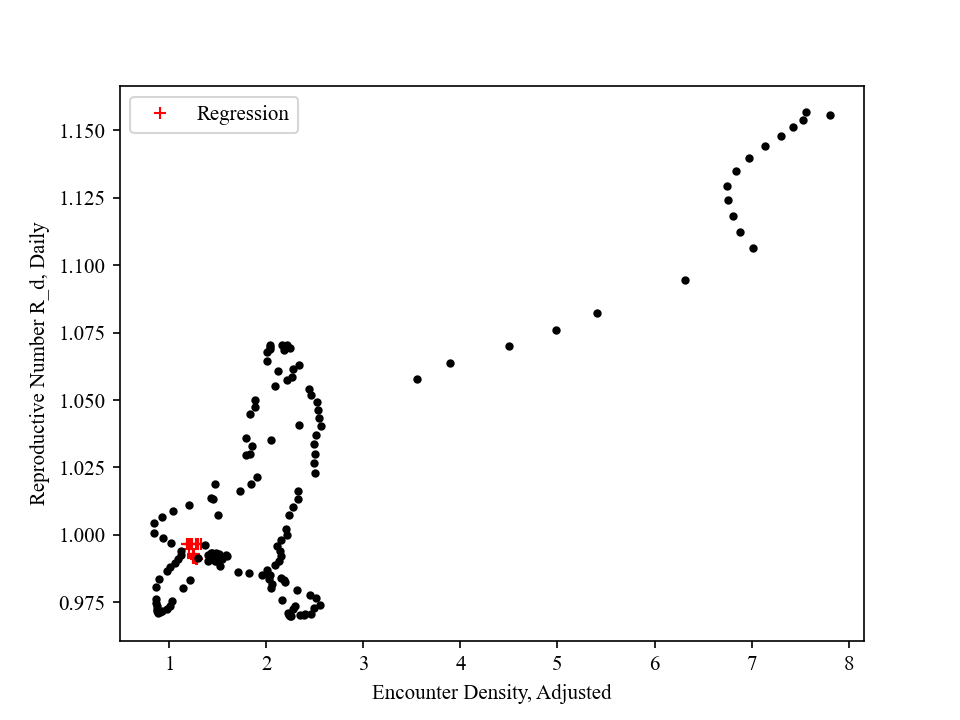 Regression
1.150
1.125
1.100
1.075
1.050
1.025
1.000
0.975
Reproductive Number R_d, Daily
1 2 3 4 5 6 7 8
Encounter Density, Adjusted